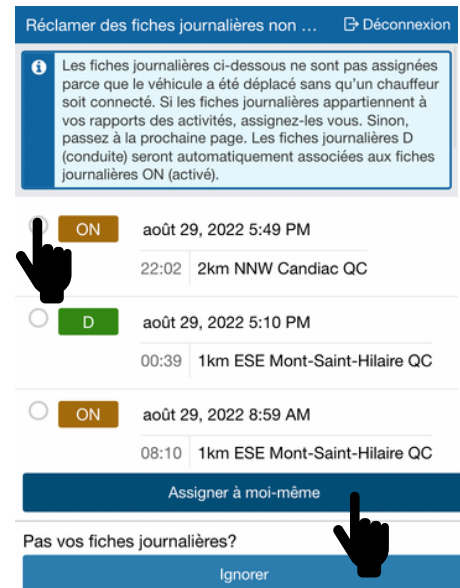 Réclamer des fiches journalières non ... Déconnexion
Les fiches journalières ci-dessous ne sont pas assignées
parce que le véhicule a été déplacé sans qu'un chauffeur
soit connecté. Si les fiches journalières appartiennent à
vos rapports des activités, assignez-les vous. Sinon,
passez à la prochaine page. Les fiches journalières D
(conduite) seront automatiquement associées aux fiches
journalières ON (activé).
ON août 29, 2022 5:49 PM
22:02 2km NNW Candiac QC
D août 29, 2022 5:10 PM
00:39 1km ESE Mont-Saint-Hilaire QC
ON août 29, 2022 8:59 AM
08:10 1km ESE Mont-Saint-Hilaire QC
Assigner à moi-même
Pas vos fiches journalières?
Ignorer